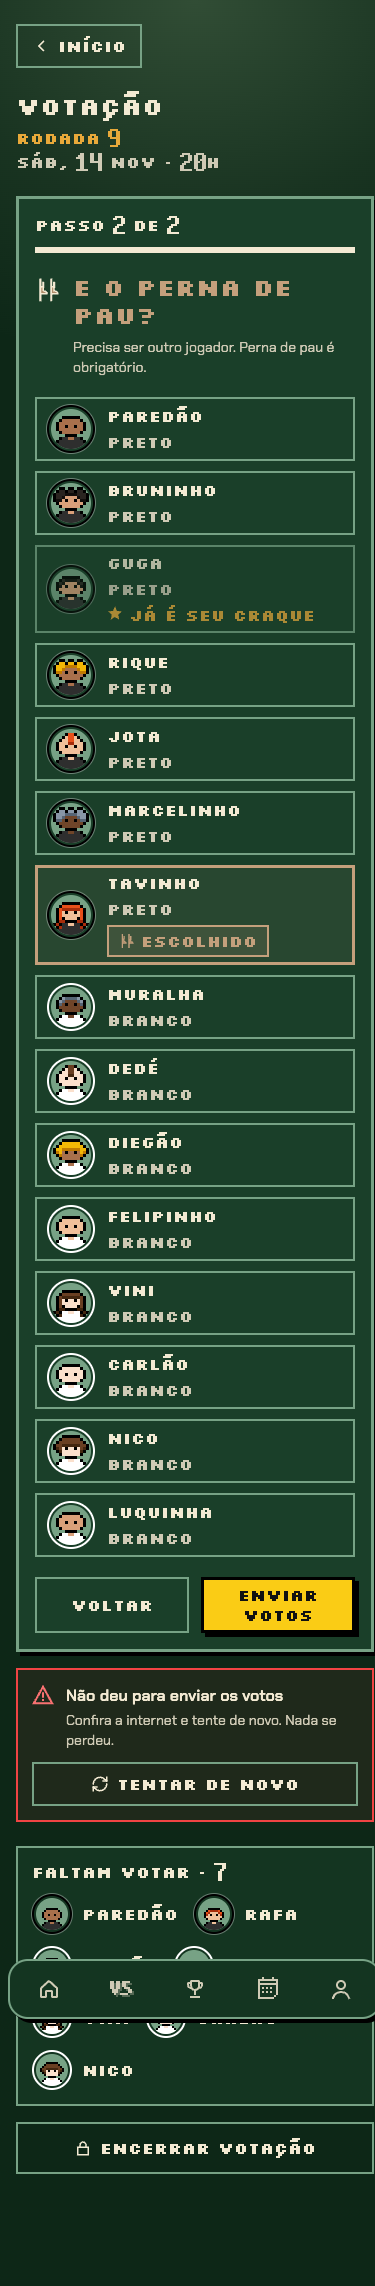 INÍCIO
VOTAÇÃO
RODADA 9
SÁB, 14 NOV · 20H
PASSO 2 DE 2
E O PERNA DE
PAU?
Precisa ser outro jogador. Perna de pau é
obrigatório.
PAREDÃO
PRETO
BRUNINHO
PRETO
GUGA
PRETO
JÁ É SEU CRAQUE
RIQUE
PRETO
JOTA
PRETO
MARCELINHO
PRETO
TAVINHO
PRETO
ESCOLHIDO
MURALHA
BRANCO
DEDÉ
BRANCO
DIEGÃO
BRANCO
FELIPINHO
BRANCO
VINI
BRANCO
CARLÃO
BRANCO
NICO
BRANCO
LUQUINHA
BRANCO
VOLTAR
ENVIAR
VOTOS
Não deu para enviar os votos
Confira a internet e tente de novo. Nada se
perdeu.
TENTAR DE NOVO
FALTAM VOTAR · 7
PAREDÃO
RAFA
VS
NICO
ENCERRAR VOTAÇÃO